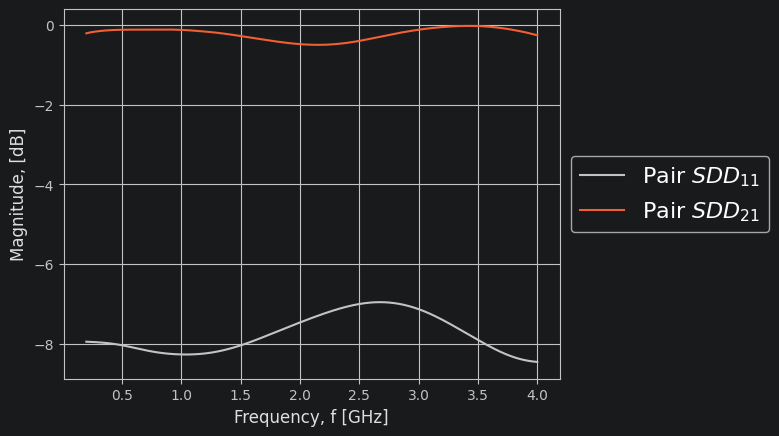 0
−2
−4
−6
−8
Magnitude, [dB]
0.5 1.0 1.5 2.0 2.5 3.0 3.5 4.0
Frequency, f [GHz]
Pair SDD₁₁
Pair SDD₂₁